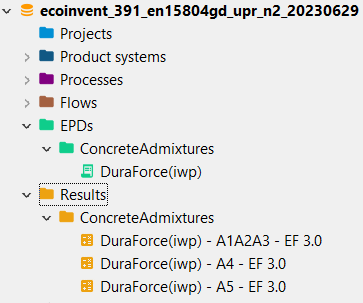 ecoinvent_391_en15804gd_upr_n2_20230629
Projects
Product systems
Processes
Flows
EPDs
ConcreteAdmixtures
DuraForce(iwp)
Results
ConcreteAdmixtures
DuraForce(iwp) - A1A2A3 - EF 3.0
DuraForce(iwp) - A4 - EF 3.0
DuraForce(iwp) - A5 - EF 3.0